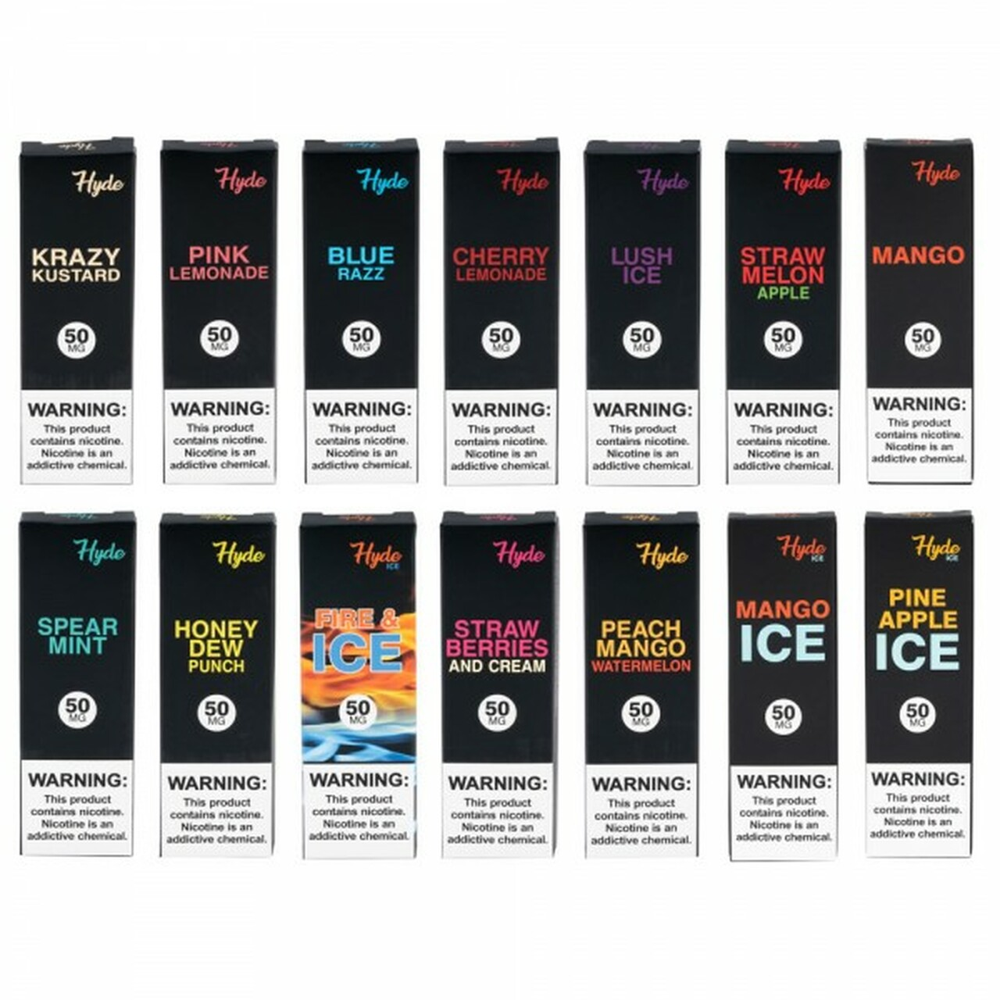 Hyde
KRAZY
KUSTARD
50
MG
WARNING:
This product
contains nicotine.
Nicotine is an
addictive chemical.
Hyde
PINK
LEMONADE
50
MG
WARNING:
This product
contains nicotine.
Nicotine is an
addictive chemical.
Hyde
BLUE
RAZZ
50
MG
WARNING:
This product
contains nicotine.
Nicotine is an
addictive chemical.
Hyde
CHERRY
LEMONADE
50
MG
WARNING:
This product
contains nicotine.
Nicotine is an
addictive chemical.
Hyde
LUSH
ICE
50
MG
WARNING:
This product
contains nicotine.
Nicotine is an
addictive chemical.
Hyde
STRAW
MELON
APPLE
50
MG
WARNING:
This product
contains nicotine.
Nicotine is an
addictive chemical.
Hyde
MANGO
50
MG
WARNING:
This product
contains nicotine.
Nicotine is an
addictive chemical.
Hyde
SPEAR
MINT
50
MG
WARNING:
This product
contains nicotine.
Nicotine is an
addictive chemical.
Hyde
HONEY
DEW
PUNCH
50
MG
WARNING:
This product
contains nicotine.
Nicotine is an
addictive chemical.
Hyde
ICE
FIRE &
ICE
50
MG
WARNING:
This product
contains nicotine.
Nicotine is an
addictive chemical.
Hyde
STRAW
BERRIES
AND CREAM
50
MG
WARNING:
This product
contains nicotine.
Nicotine is an
addictive chemical.
Hyde
PEACH
MANGO
WATERMELON
50
MG
WARNING:
This product
contains nicotine.
Nicotine is an
addictive chemical.
Hyde
ICE
MANGO
ICE
50
MG
WARNING:
This product
contains nicotine.
Nicotine is an
addictive chemical.
Hyde
ICE
PINE
APPLE
ICE
50
MG
WARNING:
This product
contains nicotine.
Nicotine is an
addictive chemical.